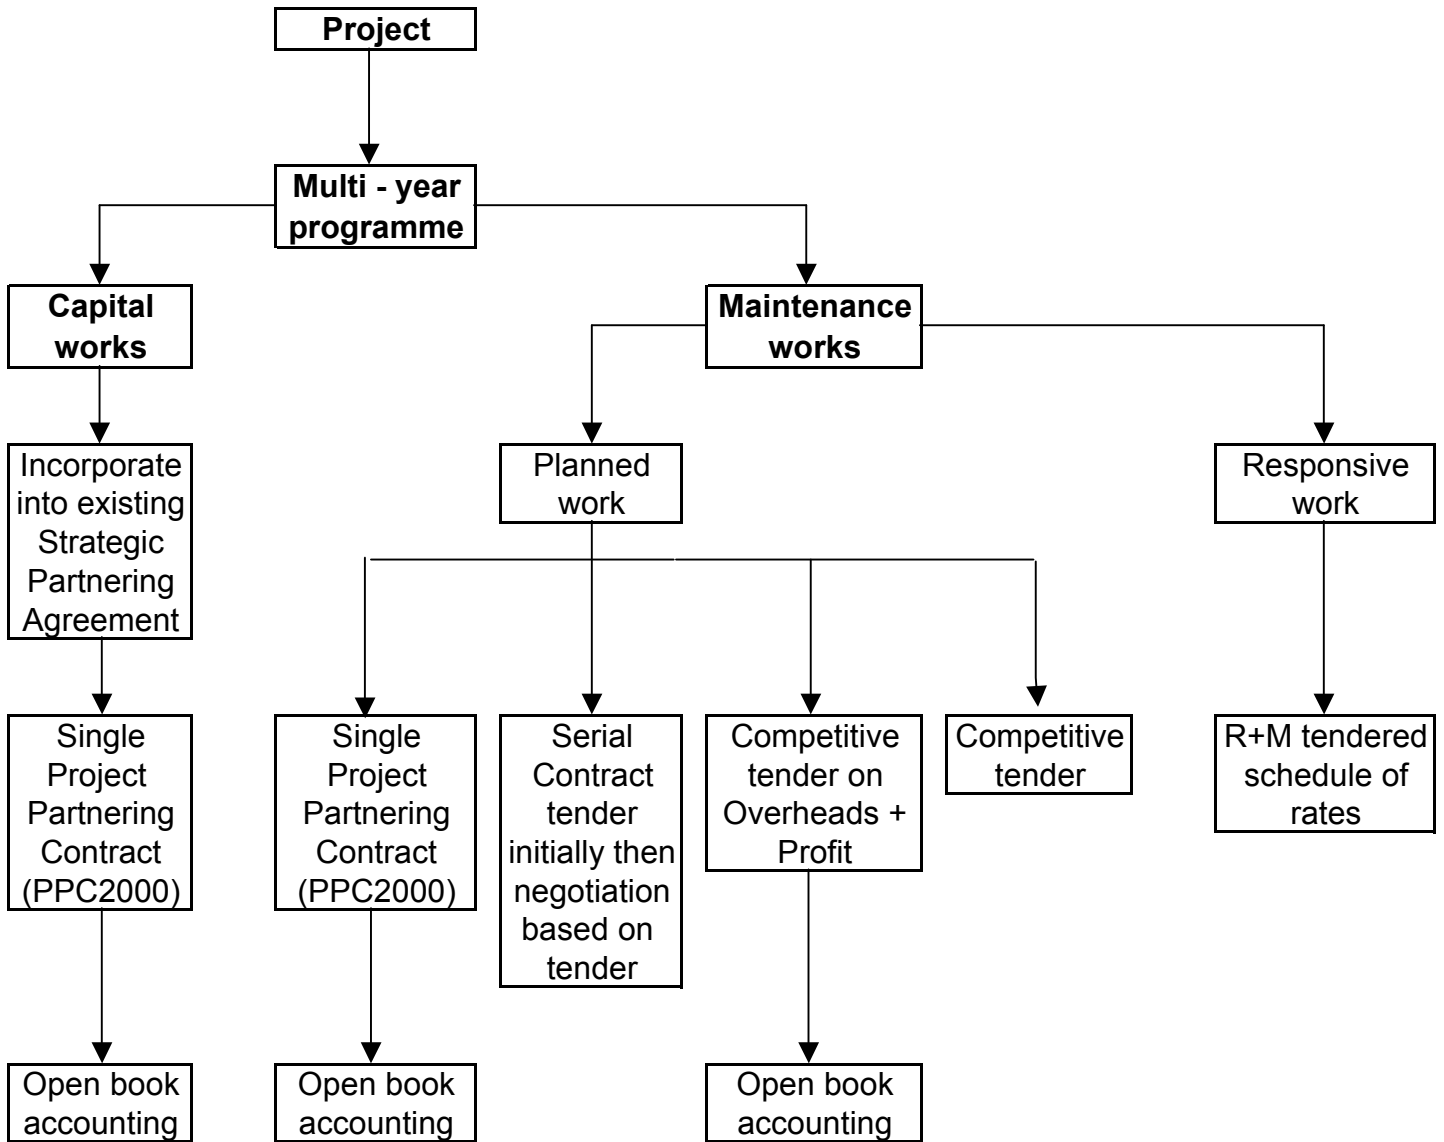 Project
Multi - year
programme
Capital
works
Maintenance
works
Incorporate
into existing
Strategic
Partnering
Agreement
Planned
work
Responsive
work
Single
Project
Partnering
Contract
(PPC2000)
Single
Project
Partnering
Contract
(PPC2000)
Serial
Contract
tender
initially then
negotiation
based on
tender
Competitive
tender on
Overheads +
Profit
Competitive
tender
R+M tendered
schedule of
rates
Open book
accounting
Open book
accounting
Open book
accounting